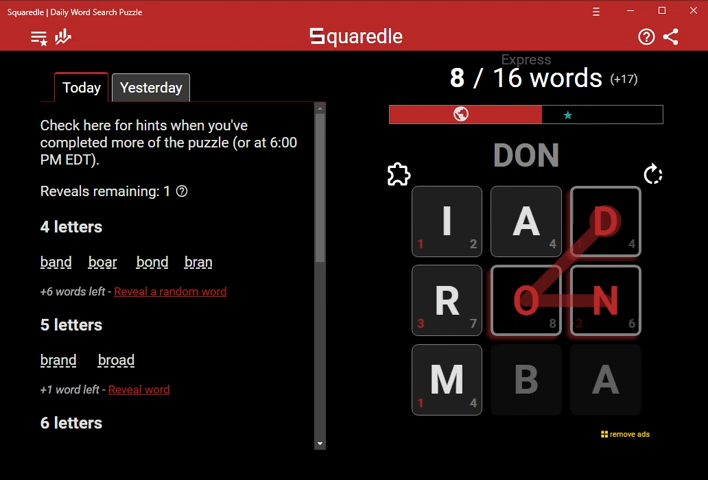 Squaredle | Daily Word Search Puzzle
Squaredle
Today Yesterday
Check here for hints when you've
completed more of the puzzle (or at 6:00
PM EDT).
Reveals remaining: 1
4 letters
band boar bond bran
+6 words left - Reveal a random word
5 letters
brand broad
+1 word left - Reveal word
6 letters
Express
8 / 16 words (+17)
DON
I A D
1 2 4 4
R O N
3 7 8 2 6
M B A
1 4
remove ads